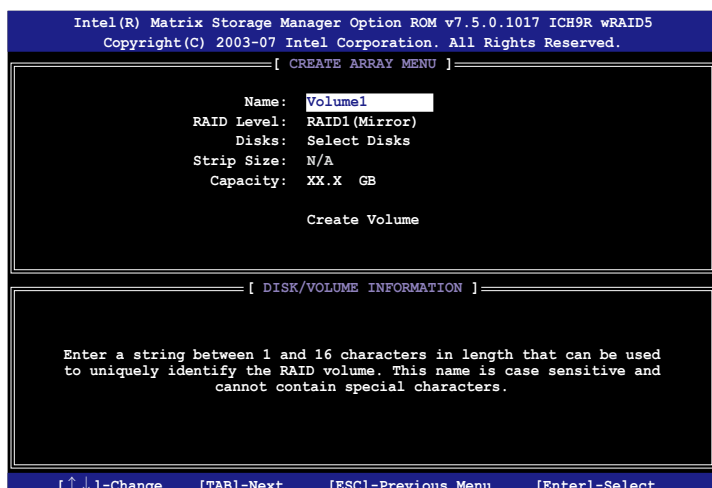 Intel(R) Matrix Storage Manager Option ROM v7.5.0.1017 ICH9R wRAID5
Copyright(C) 2003-07 Intel Corporation. All Rights Reserved.
[ CREATE ARRAY MENU ]
Name: Volume1
RAID Level: RAID1(Mirror)
Disks: Select Disks
Strip Size: N/A
Capacity: XX.X GB
Create Volume
[ DISK/VOLUME INFORMATION ]
Enter a string between 1 and 16 characters in length that can be used
to uniquely identify the RAID volume. This name is case sensitive and
cannot contain special characters.
[↑↓]-Change [TAB]-Next [ESC]-Previous Menu [Enter]-Select